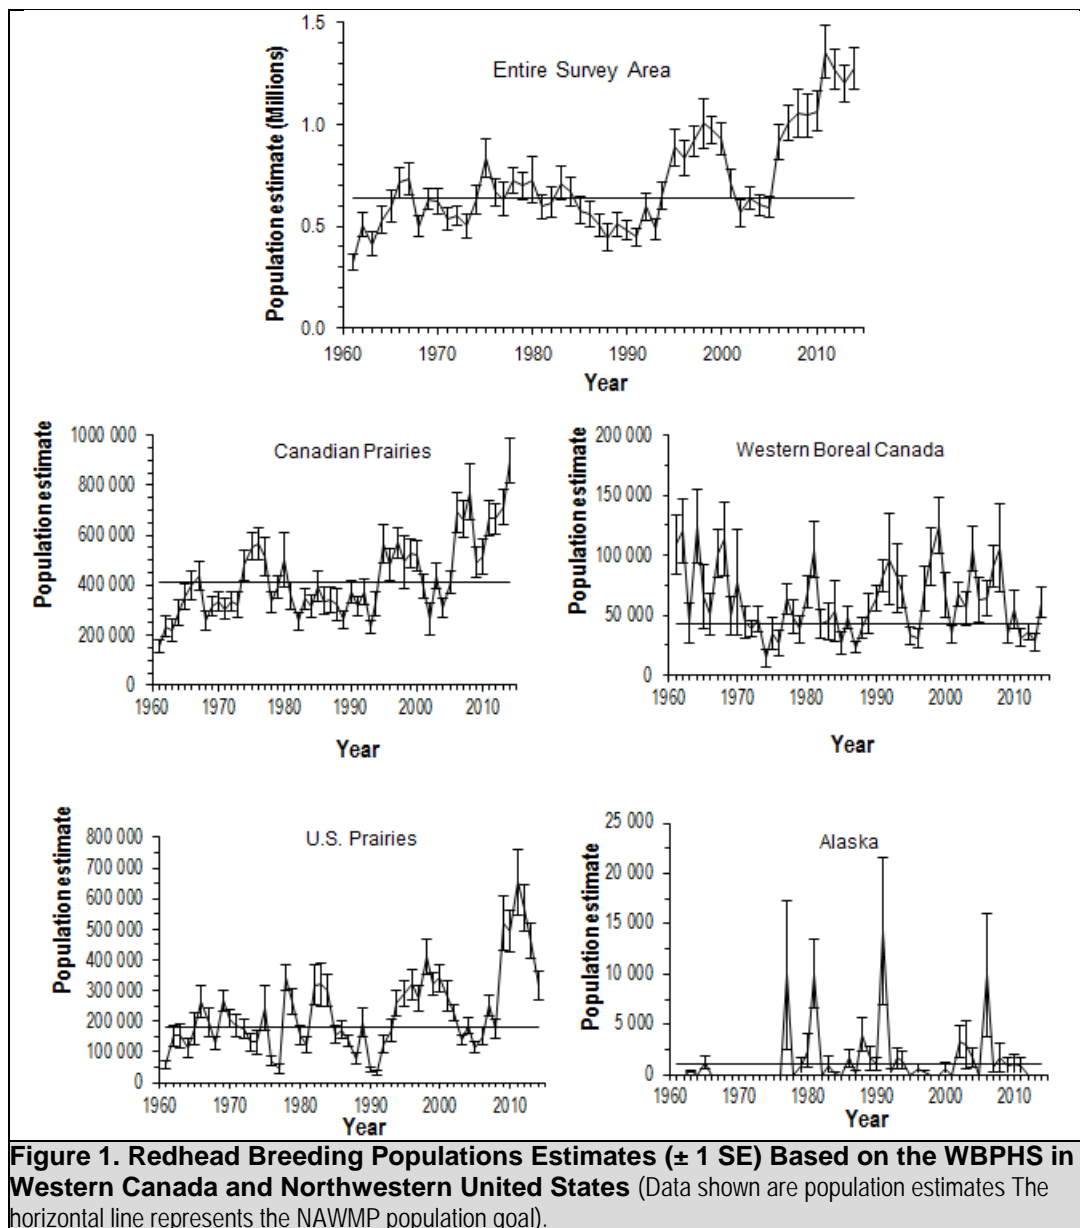 1.5
1.0
0.5
0.0
Population estimate (Millions)
Entire Survey Area
1960 1970 1980 1990 2000 2010
Year
1000 000
800 000
600 000
400 000
200 000
0
Population estimate
Canadian Prairies
1960 1970 1980 1990 2000 2010
Year
200 000
150 000
100 000
50 000
0
Population estimate
Western Boreal Canada
1960 1970 1980 1990 2000 2010
Year
800 000
700 000
600 000
500 000
400 000
300 000
200 000
100 000
0
Population estimate
U.S. Prairies
1960 1970 1980 1990 2000 2010
Year
25 000
20 000
15 000
10 000
5 000
0
Population estimate
Alaska
1960 1970 1980 1990 2000 2010
Year
Figure 1. Redhead Breeding Populations Estimates (± 1 SE) Based on the WBPHS in
Western Canada and Northwestern United States (Data shown are population estimates The
horizontal line represents the NAWMP population goal).